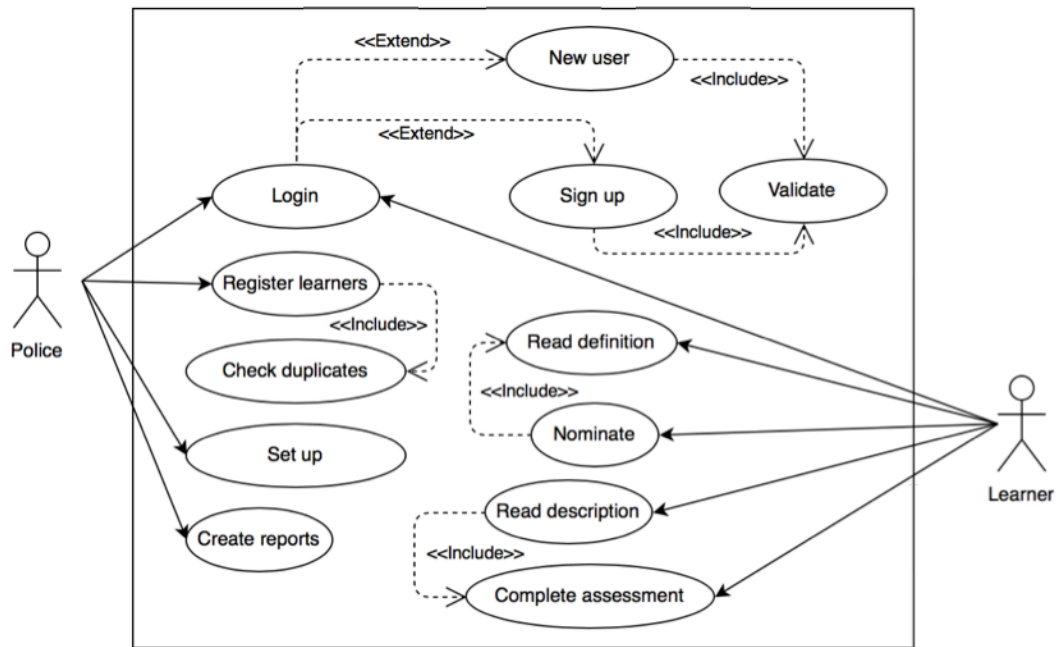 <<Extend>>
New user
<<Include>>
<<Extend>>
Login
Sign up
Validate
<<Include>>
Register learners
<<Include>>
Police
Read definition
Check duplicates
<<Include>>
Nominate
Set up
Learner
Read description
Create reports
<<Include>>
Complete assessment